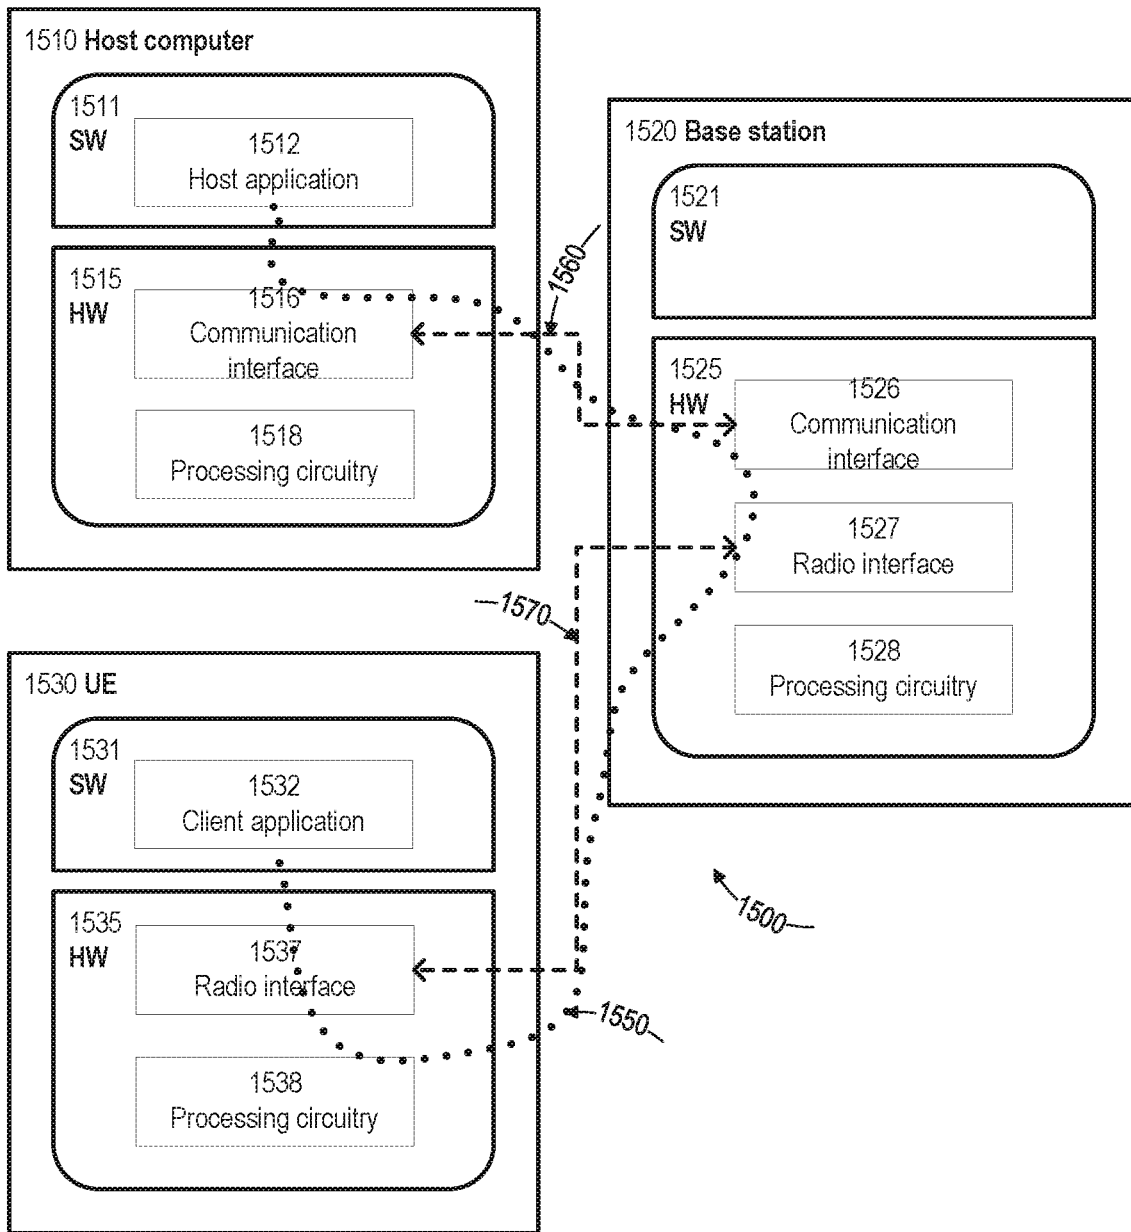 1510 Host computer
1511
SW
1512
Host application
1515
HW
1516
Communication
interface
1518
Processing circuitry
1560
1520 Base station
1521
SW
1525
HW
1526
Communication
interface
1527
Radio interface
1528
Processing circuitry
1570
1530 UE
1531
SW
1532
Client application
1535
HW
1537
Radio interface
1538
Processing circuitry
1500
1550